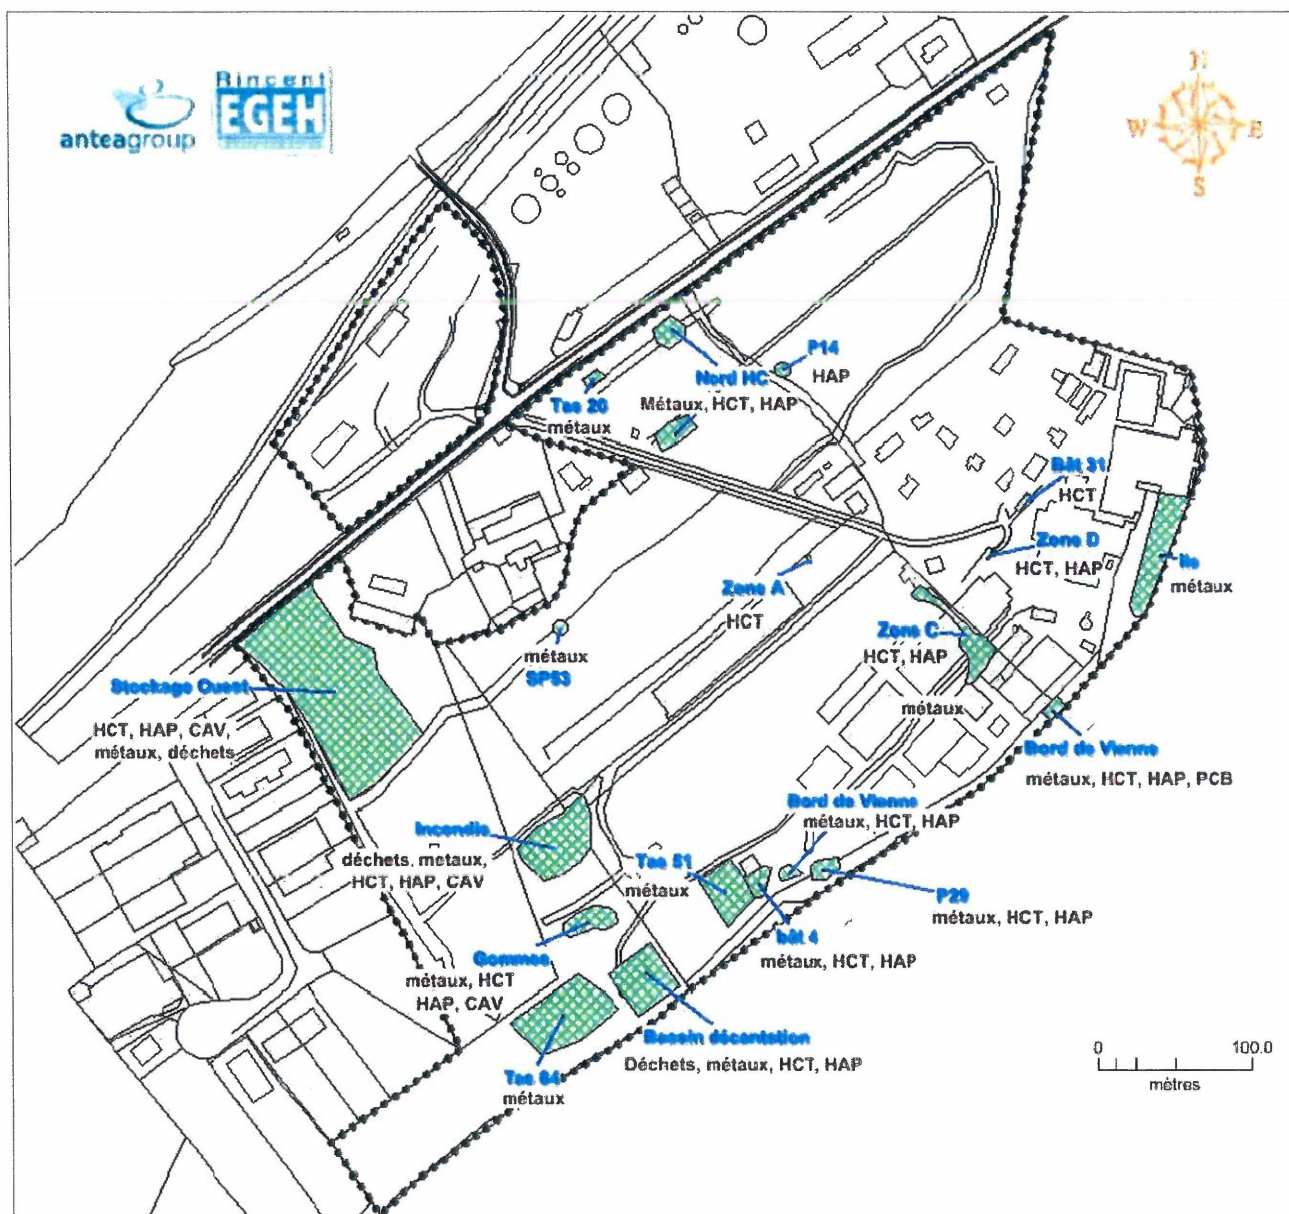 Rincent
EGEH
anteagroup
N
W E
S
P14
HAP
Nord HC
Métaux, HCT, HAP
Tas 20
métaux
Bât 31
HCT
Zone D
HCT, HAP
Ile
métaux
Zone A
HCT
Zone C
HCT, HAP
métaux
métaux
SP53
Stockage Ouest
HCT, HAP, CAV,
métaux, déchets
Bord de Vienne
métaux, HCT, HAP, PCB
Bord de Vienne
métaux, HCT, HAP
Incendie
déchets, metaux,
HCT, HAP, CAV
Tas 51
métaux
P29
métaux, HCT, HAP
bât 4
métaux, HCT, HAP
Gommes
métaux, HCT
HAP, CAV
Bassin décantstion
Déchets, métaux, HCT, HAP
Tas 64
métaux
0 100.0
mètres